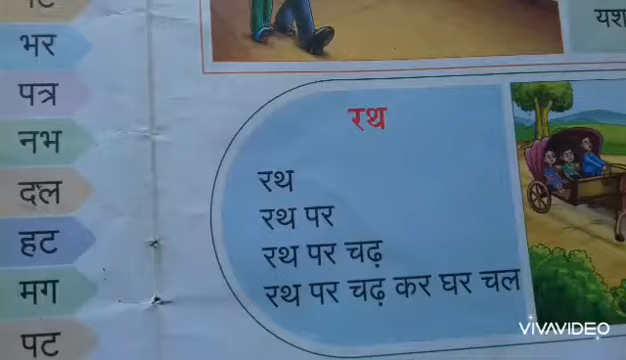 भर
पत्र
नभ
दल
हट
मग
पट
यश
रथ
रथ
रथ पर
रथ पर चढ़
रथ पर चढ़ कर घर चल
VIVAVIDEO